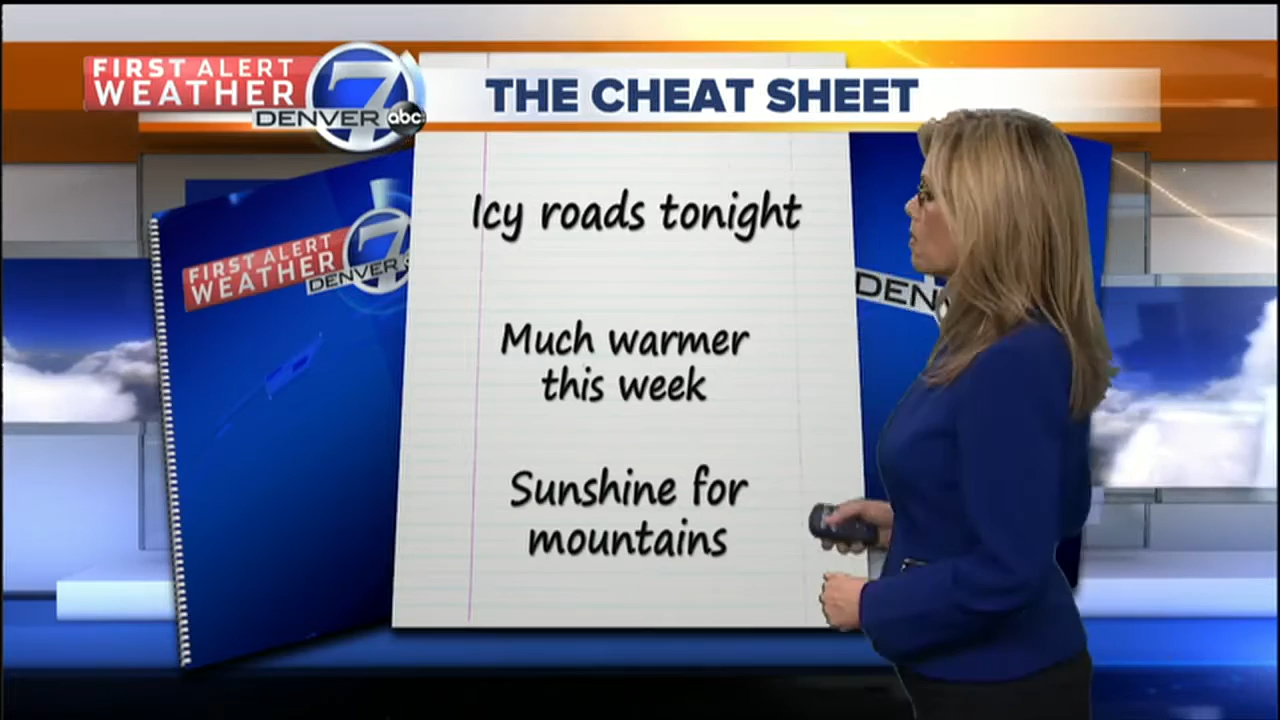 FIRST ALERT
WEATHER
7
DENVER
abc
THE CHEAT SHEET
FIRST ALERT
WEATHER
7
DENVER
DEN
Icy roads tonight
Much warmer
this week
Sunshine for
mountains